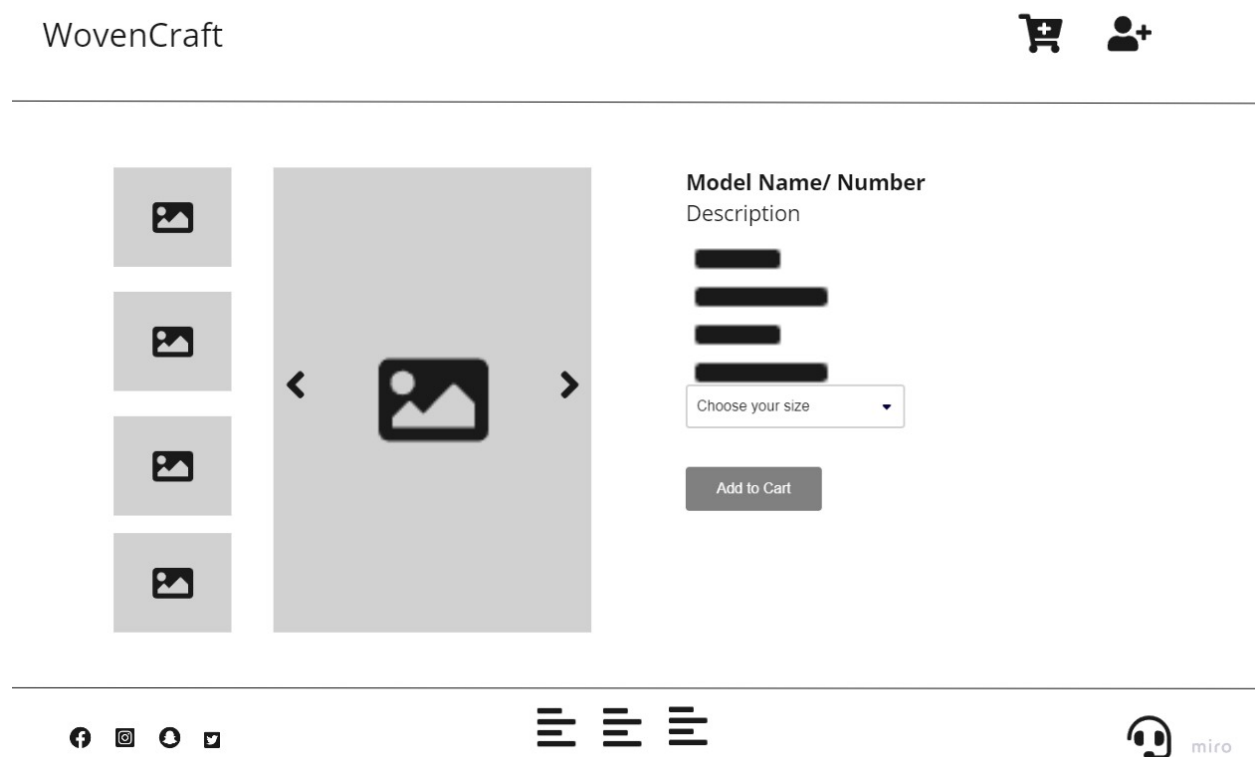 WovenCraft
Model Name/ Number
Description
Choose your size
Add to Cart
miro